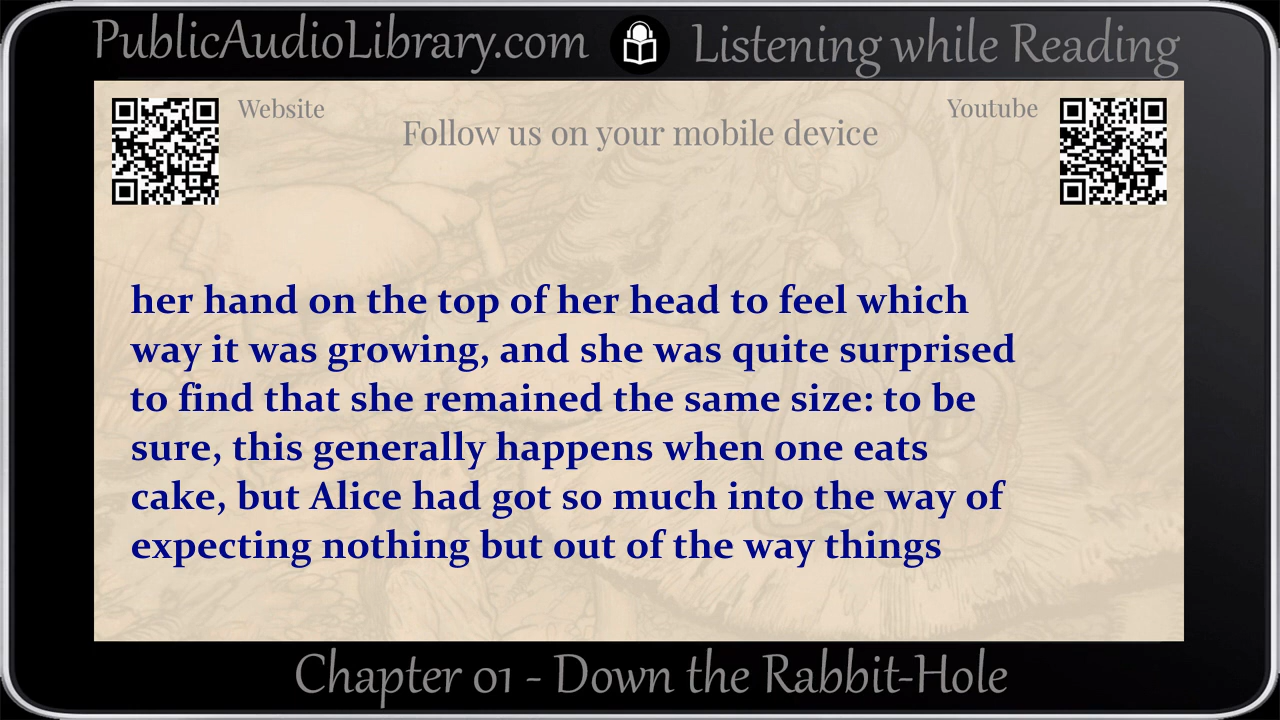 PublicAudioLibrary.com Listening while Reading
Website
Youtube
Follow us on your mobile device
her hand on the top of her head to feel which
way it was growing, and she was quite surprised
to find that she remained the same size: to be
sure, this generally happens when one eats
cake, but Alice had got so much into the way of
expecting nothing but out of the way things
Chapter 01 - Down the Rabbit-Hole